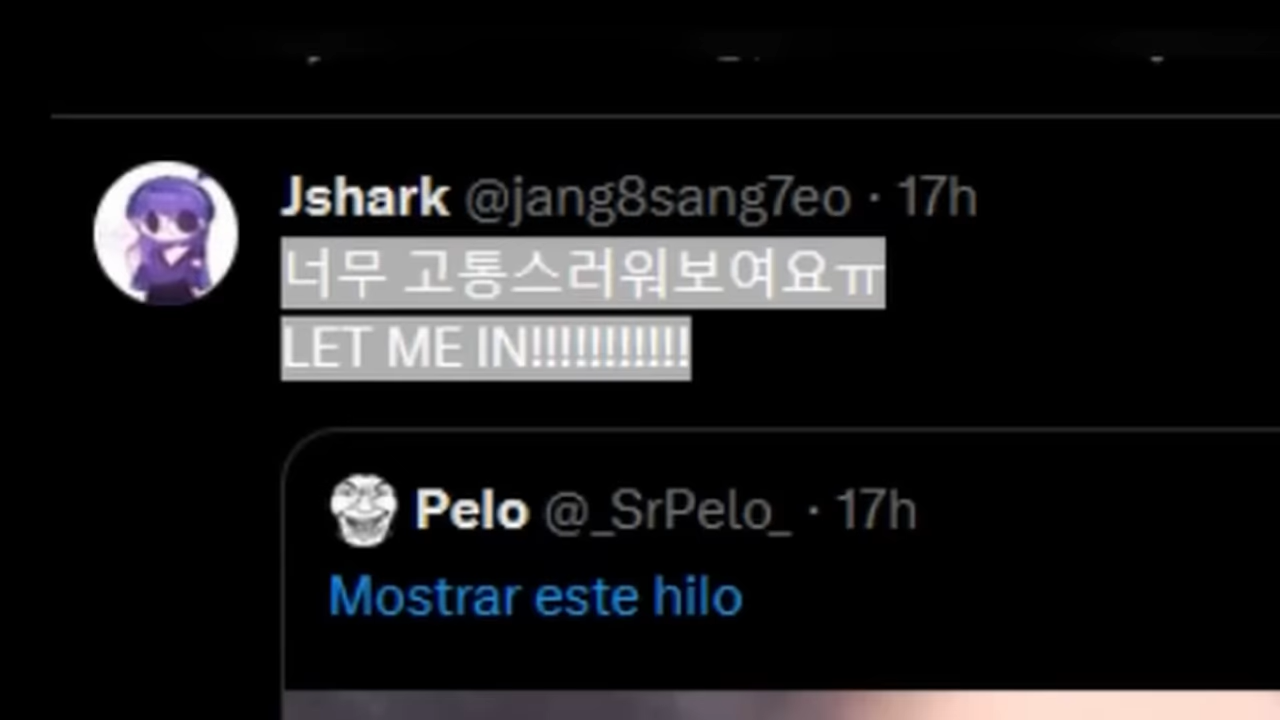 Jshark @jang8sang7eo · 17h
너무 고통스러워보여요ㅠ
LET ME IN!!!!!!!!!!!
Pelo @_SrPelo_ · 17h
Mostrar este hilo